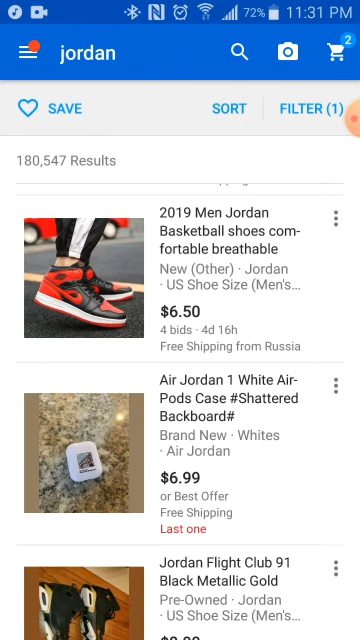 72% 11:31 PM
jordan
2
SAVE
SORT
FILTER (1)
180,547 Results
2019 Men Jordan
Basketball shoes com-
fortable breathable
New (Other) · Jordan
· US Shoe Size (Men's...
$6.50
4 bids · 4d 16h
Free Shipping from Russia
Air Jordan 1 White Air-
Pods Case #Shattered
Backboard#
Brand New · Whites
· Air Jordan
$6.99
or Best Offer
Free Shipping
Last one
Jordan Flight Club 91
Black Metallic Gold
Pre-Owned · Jordan
· US Shoe Size (Men's...